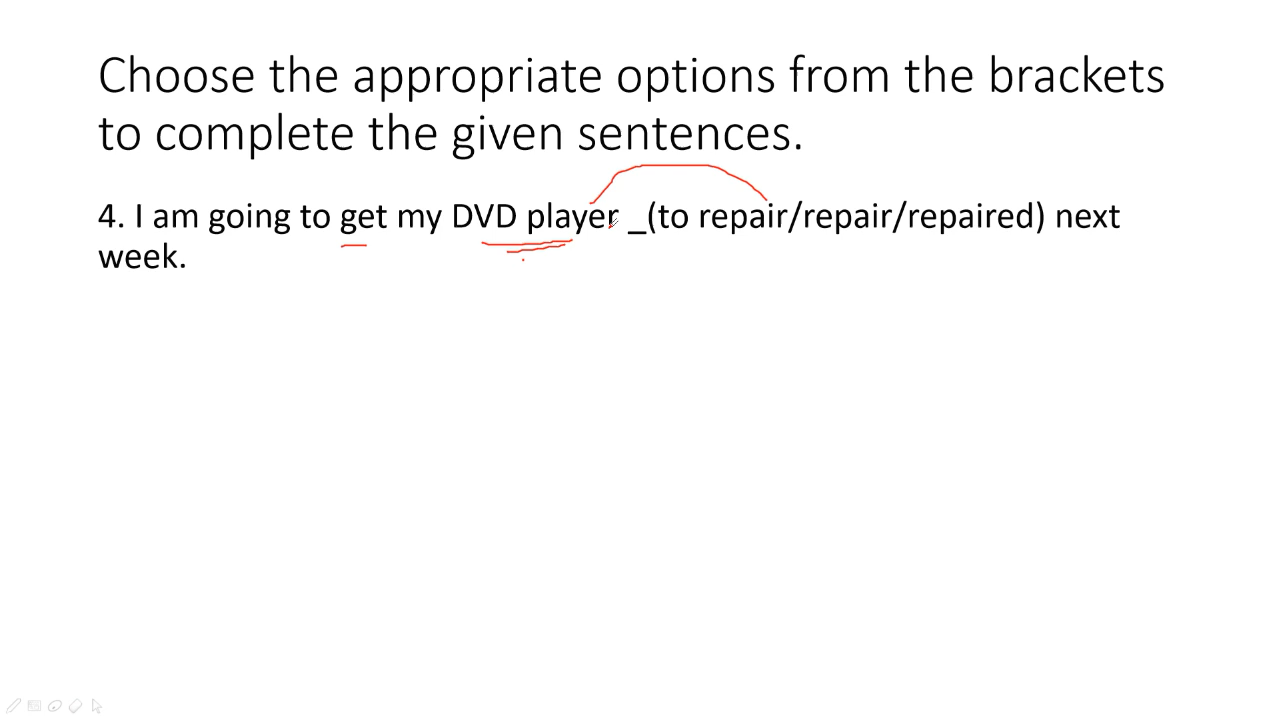 Choose the appropriate options from the brackets
to complete the given sentences.
4. I am going to get my DVD player _(to repair/repair/repaired) next
week.